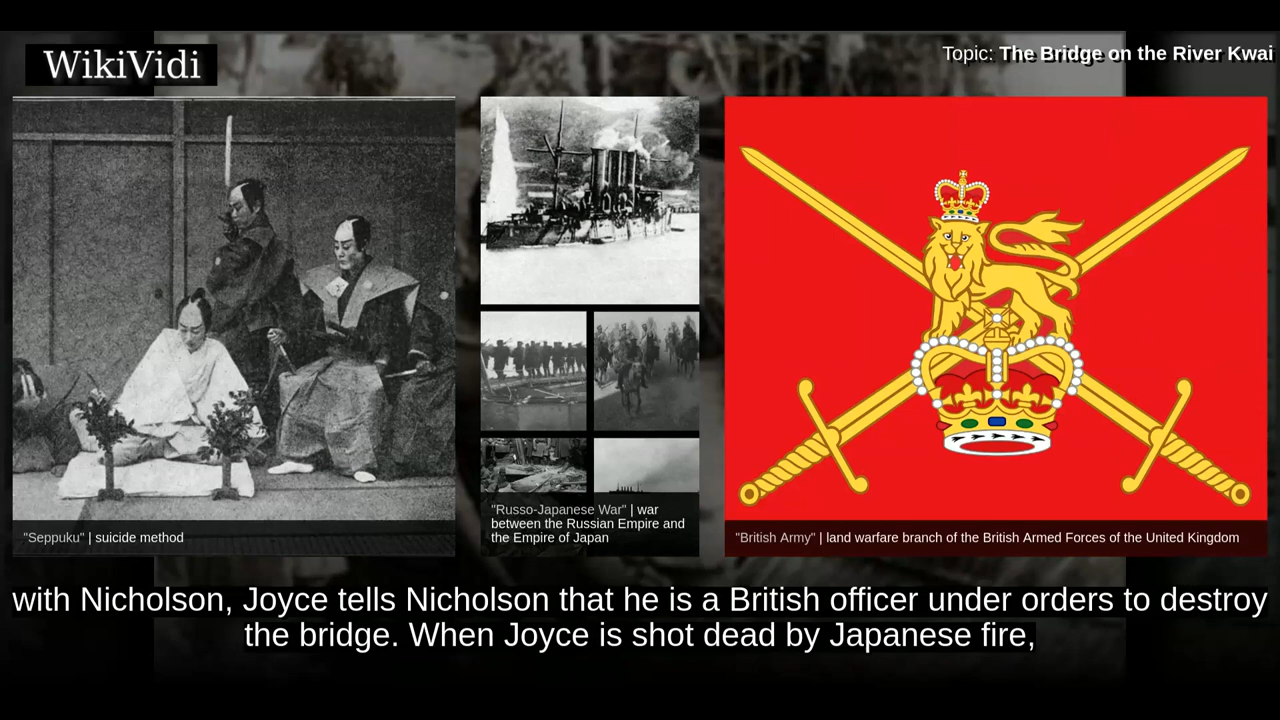 WikiVidi
Topic: The Bridge on the River Kwai
"Seppuku" | suicide method
"Russo-Japanese War" | war
between the Russian Empire and
the Empire of Japan
"British Army" | land warfare branch of the British Armed Forces of the United Kingdom
with Nicholson, Joyce tells Nicholson that he is a British officer under orders to destroy
the bridge. When Joyce is shot dead by Japanese fire,